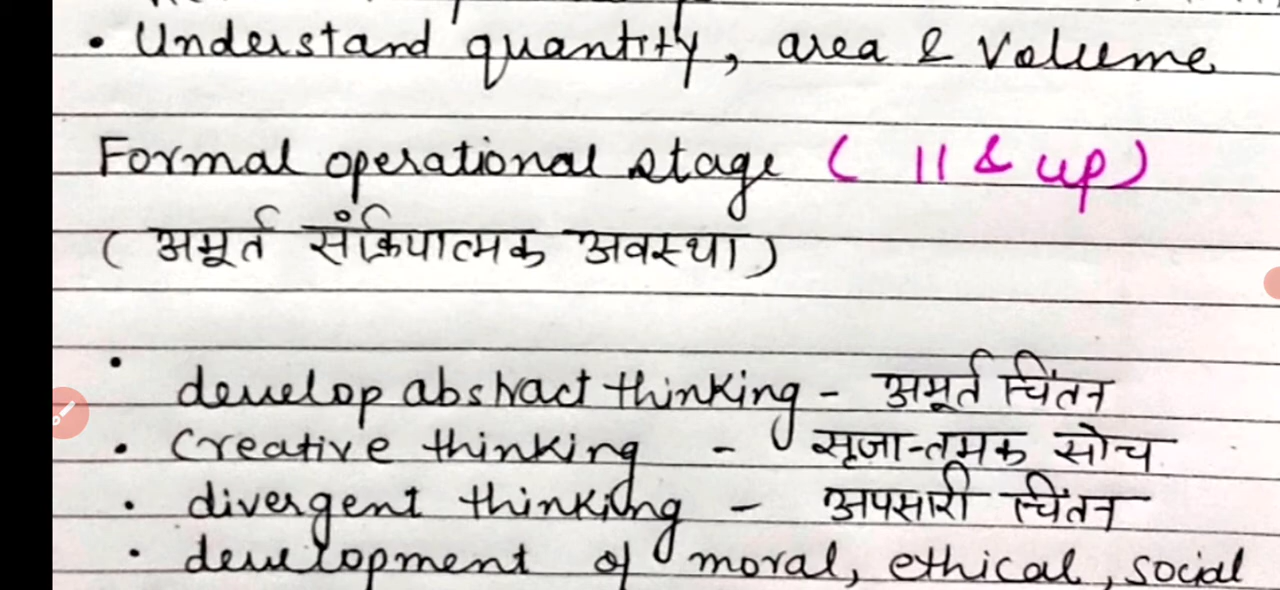 • Understand quantity, area & Volume
Formal operational stage ( 11 & up)
( अमूर्त संक्रियात्मक अवस्था )
• develop abstract thinking - अमूर्त चिंतन
• Creative thinking - सृजा-त्मक सोच
• divergent thinking - अपसारी चिंतन
• development of moral, ethical, social